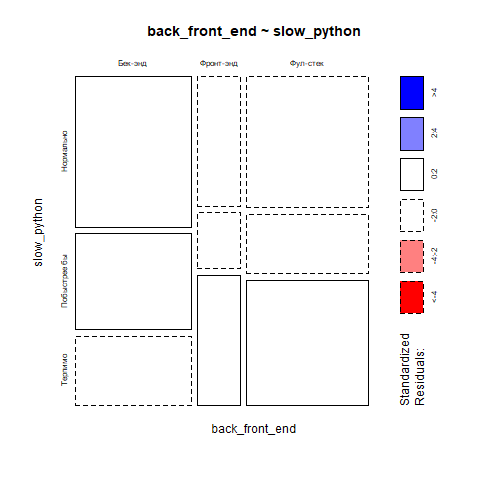 back_front_end ~ slow_python
Бек-энд
Фронт-энд
Фул-стек
slow_python
Нормально
Побыстрее бы
Терпимо
back_front_end
>4
2:4
0:2
-2:0
-4:-2
<-4
Standardized
Residuals: